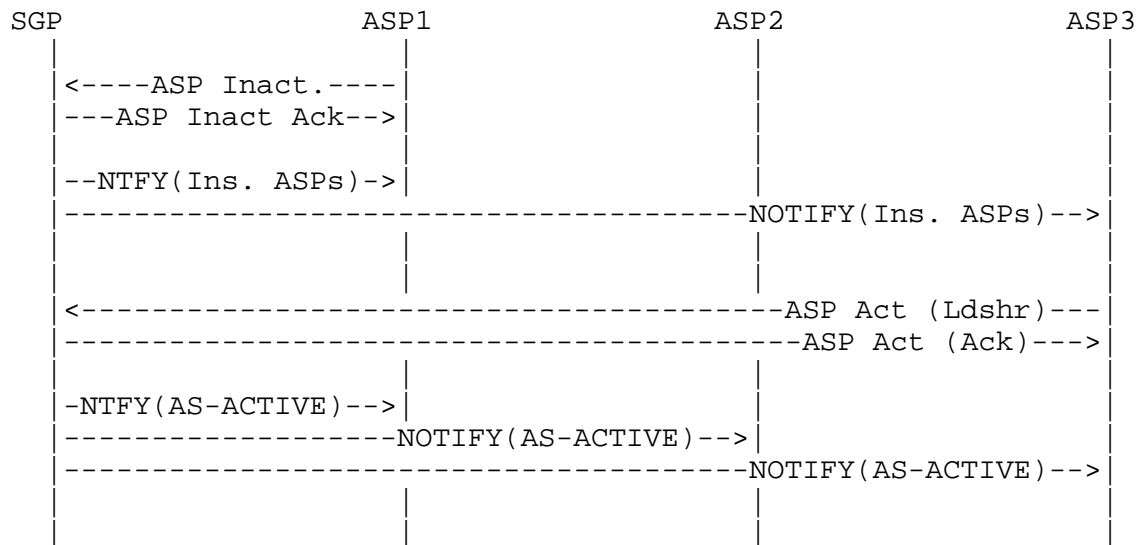 SGP ASP1 ASP2 ASP3
<----ASP Inact.----
---ASP Inact Ack-->
--NTFY(Ins. ASPs)->
---------------------------------------NOTIFY(Ins. ASPs)-->
<-----------------------------------------ASP Act (Ldshr)---
------------------------------------------ASP Act (Ack)--->
-NTFY(AS-ACTIVE)-->
-------------------NOTIFY(AS-ACTIVE)-->
---------------------------------------NOTIFY(AS-ACTIVE)-->